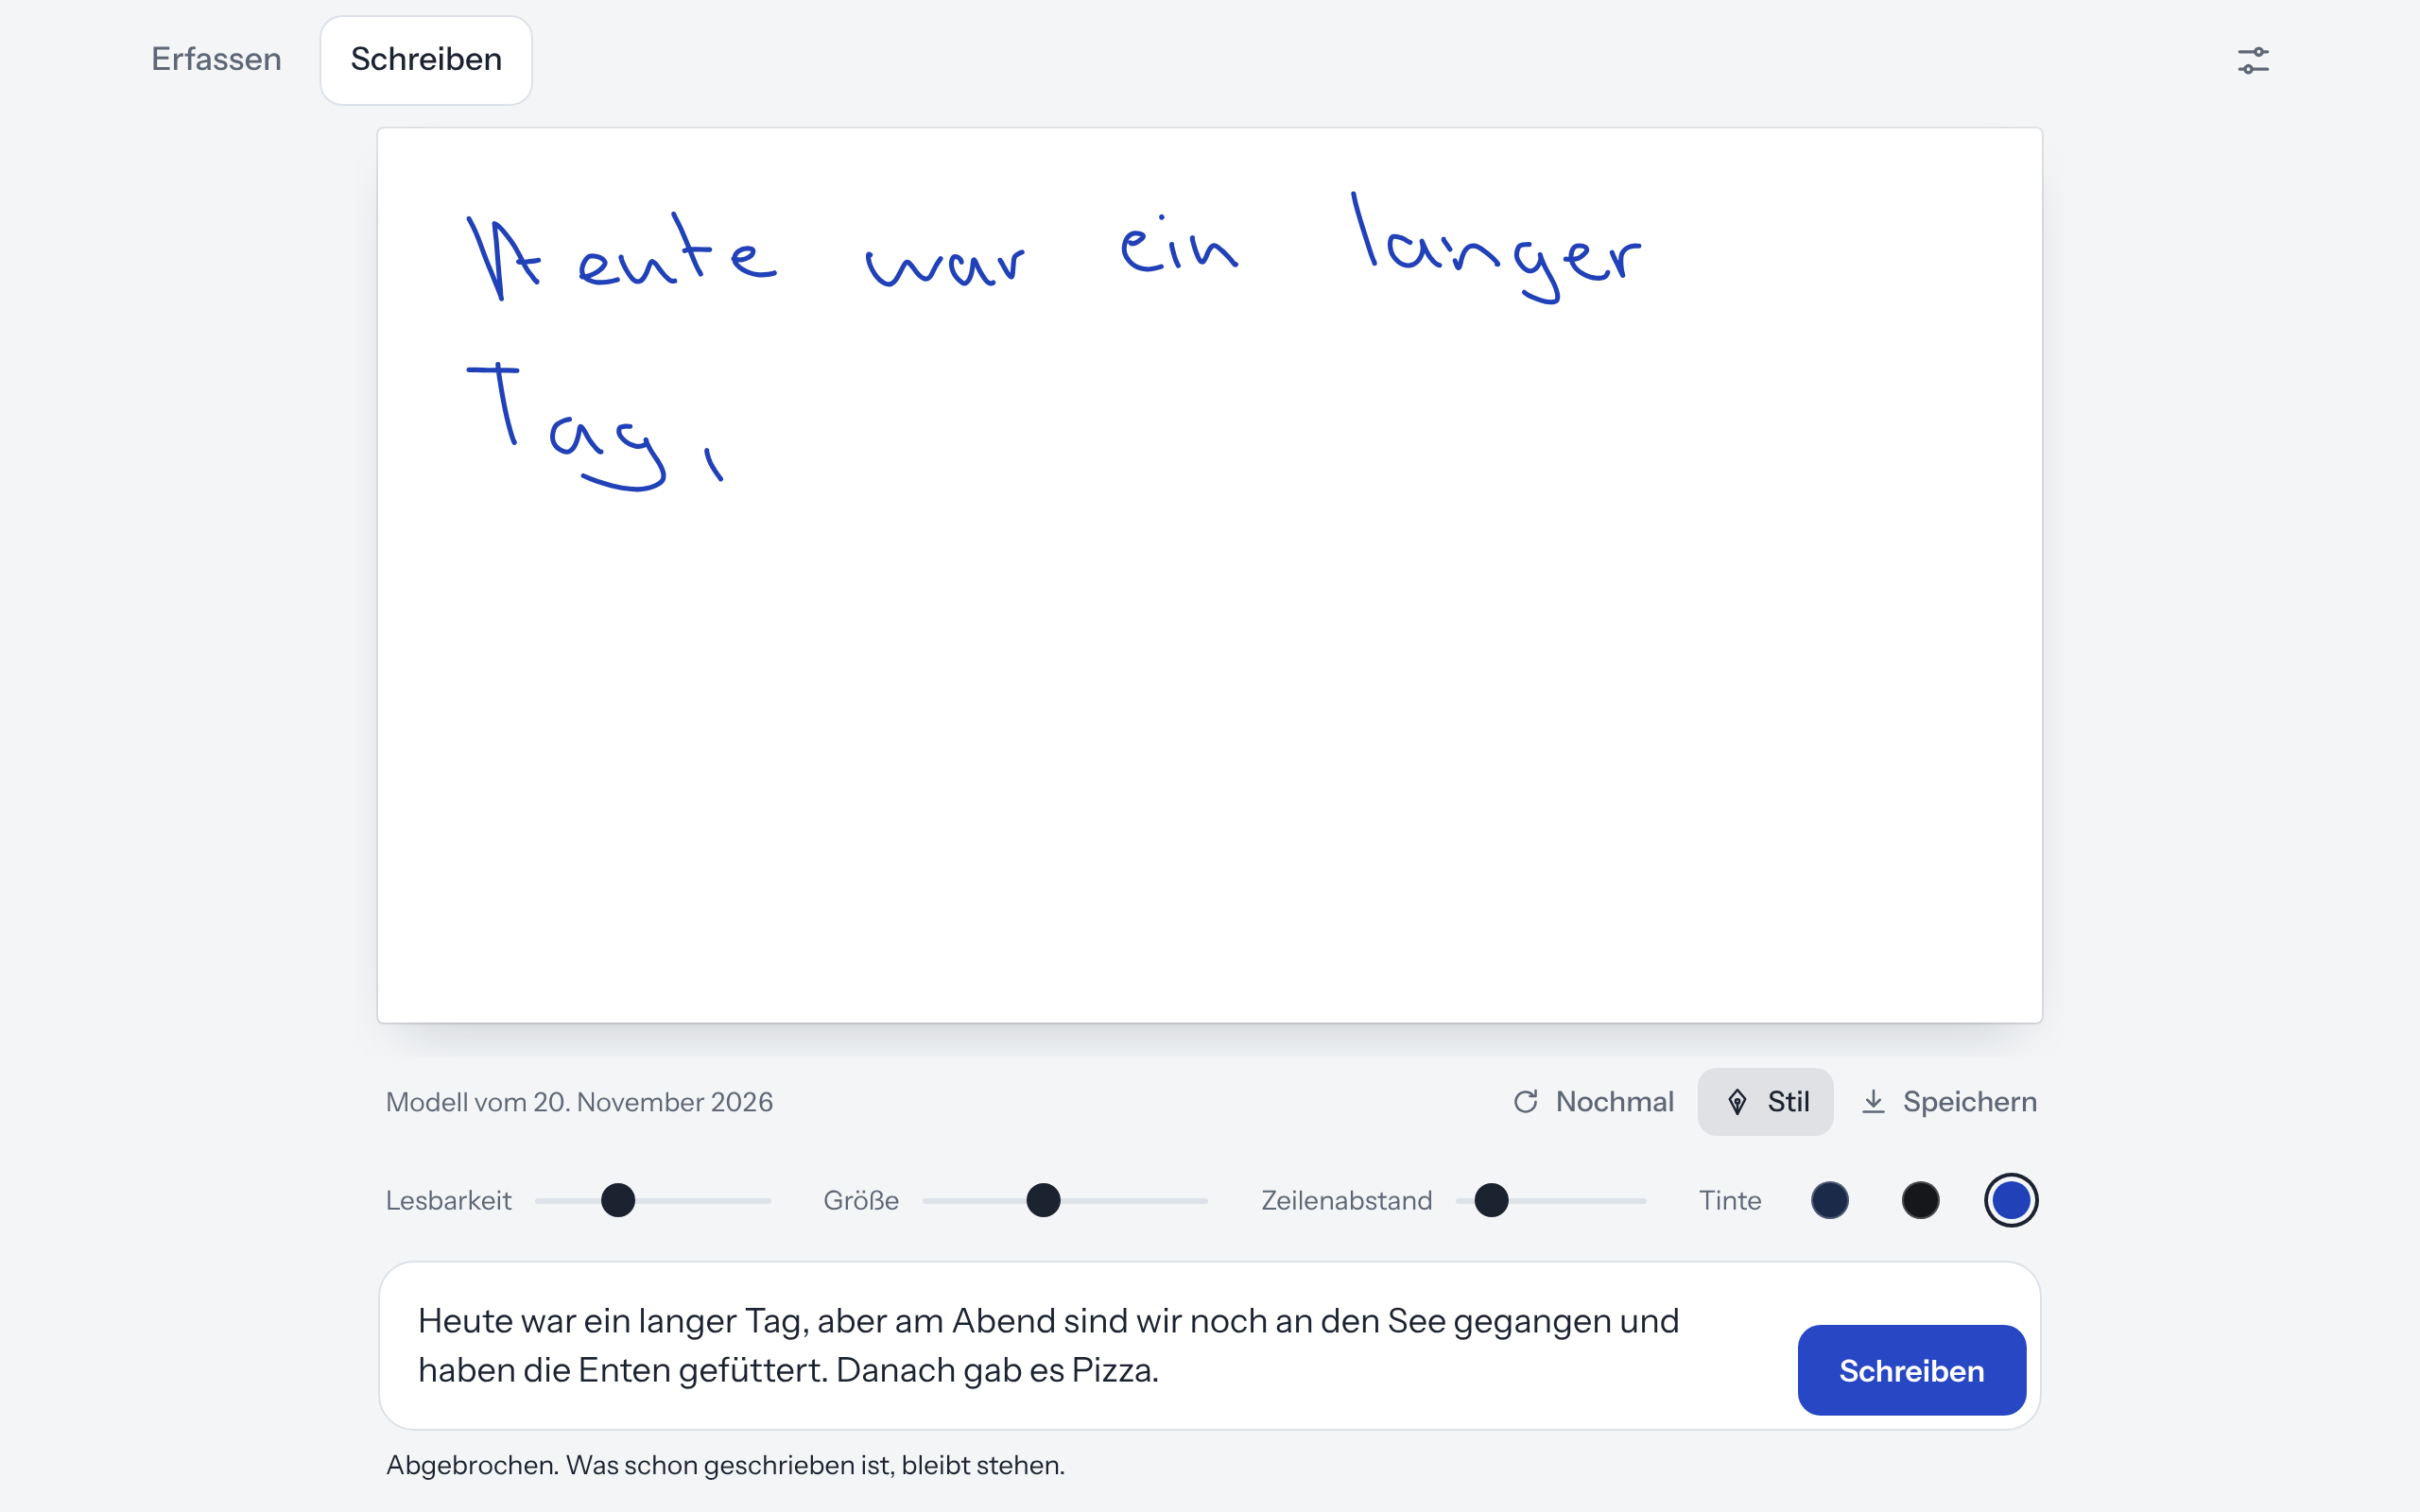 Erfassen Schreiben
Heute war ein langer
Tag,
Modell vom 20. November 2026 Nochmal Stil Speichern
Lesbarkeit Größe Zeilenabstand Tinte
Heute war ein langer Tag, aber am Abend sind wir noch an den See gegangen und
haben die Enten gefüttert. Danach gab es Pizza.
Schreiben
Abgebrochen. Was schon geschrieben ist, bleibt stehen.